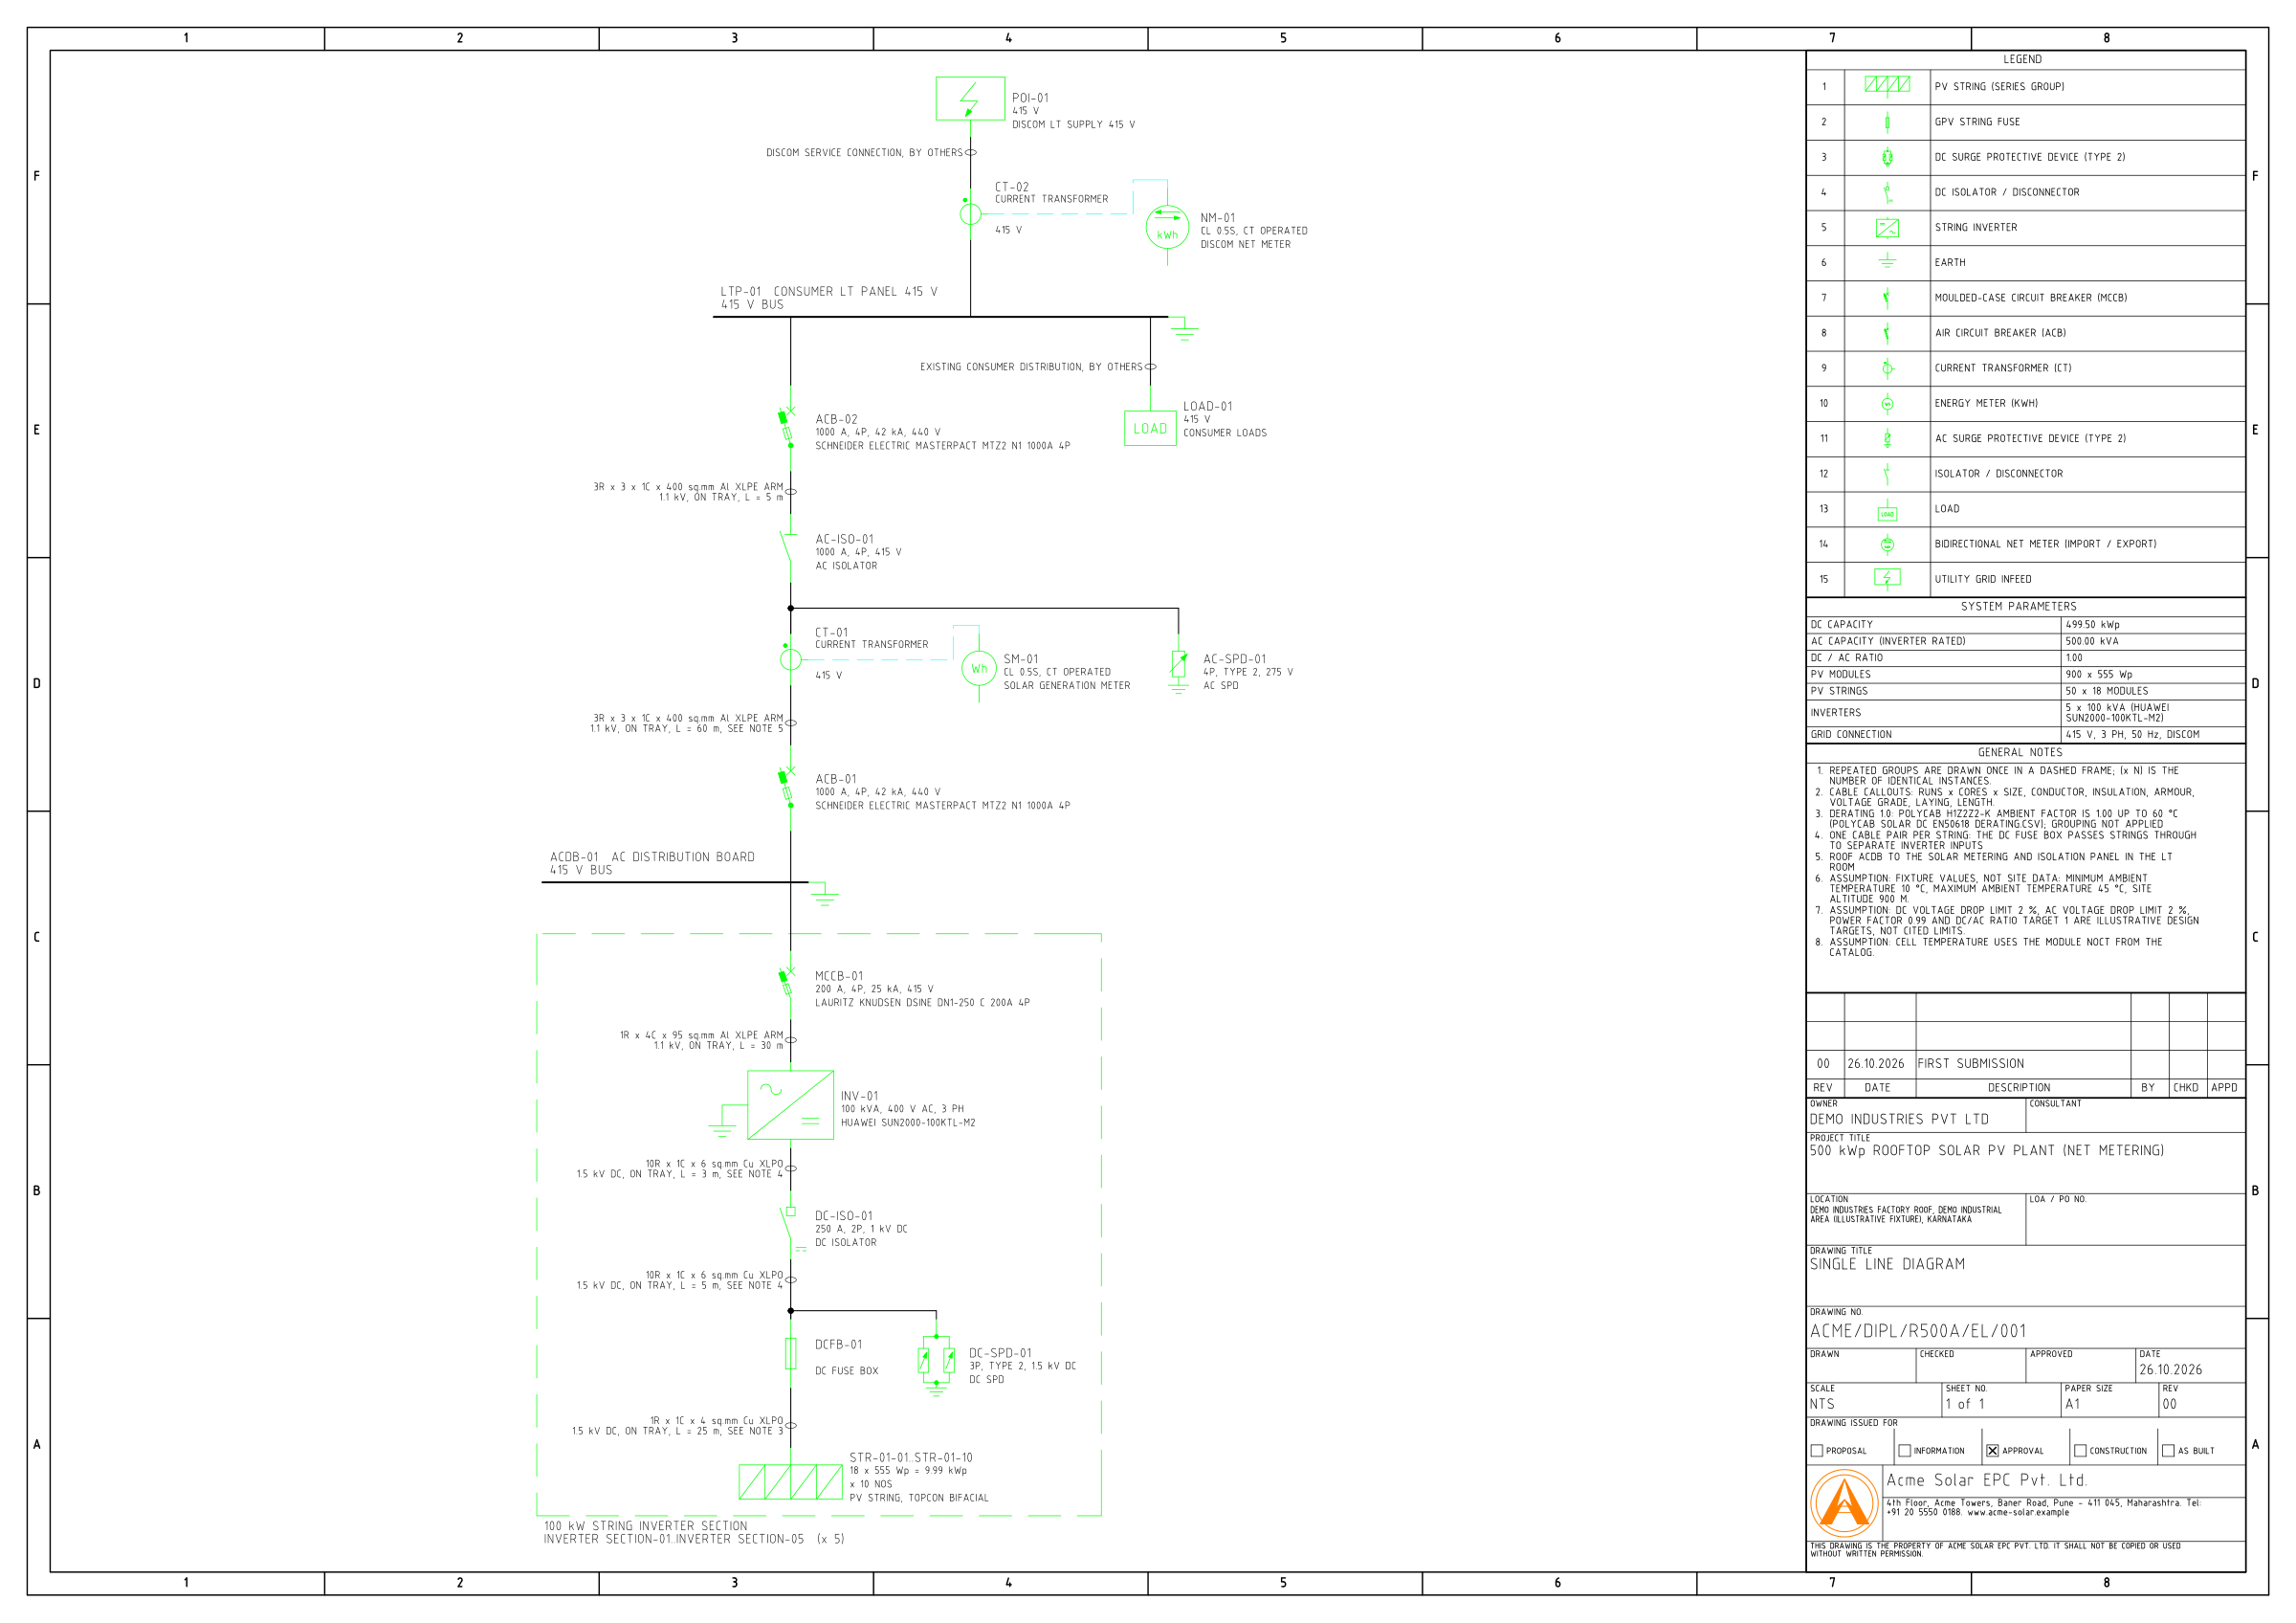 1 2 3 4 5 6 7 8
F
E
D
C
B
A
POI-01
415 V
DISCOM LT SUPPLY 415 V
DISCOM SERVICE CONNECTION, BY OTHERS
CT-02
CURRENT TRANSFORMER
415 V
kWh
NM-01
CL 0.5S, CT OPERATED
DISCOM NET METER
LTP-01 CONSUMER LT PANEL 415 V
415 V BUS
EXISTING CONSUMER DISTRIBUTION, BY OTHERS
LOAD
LOAD-01
415 V
CONSUMER LOADS
ACB-02
1000 A, 4P, 42 kA, 440 V
SCHNEIDER ELECTRIC MASTERPACT MTZ2 N1 1000A 4P
3R x 3 x 1C x 400 sq.mm Al XLPE ARM
1.1 kV, ON TRAY, L = 5 m
AC-ISO-01
1000 A, 4P, 415 V
AC ISOLATOR
CT-01
CURRENT TRANSFORMER
415 V
Wh
SM-01
CL 0.5S, CT OPERATED
SOLAR GENERATION METER
AC-SPD-01
4P, TYPE 2, 275 V
AC SPD
3R x 3 x 1C x 400 sq.mm Al XLPE ARM
1.1 kV, ON TRAY, L = 60 m, SEE NOTE 5
ACB-01
1000 A, 4P, 42 kA, 440 V
SCHNEIDER ELECTRIC MASTERPACT MTZ2 N1 1000A 4P
ACDB-01 AC DISTRIBUTION BOARD
415 V BUS
MCCB-01
200 A, 4P, 25 kA, 415 V
LAURITZ KNUDSEN DSINE DN1-250 C 200A 4P
1R x 4C x 95 sq.mm Al XLPE ARM
1.1 kV, ON TRAY, L = 30 m
INV-01
100 kVA, 400 V AC, 3 PH
HUAWEI SUN2000-100KTL-M2
10R x 1C x 6 sq.mm Cu XLPO
1.5 kV DC, ON TRAY, L = 3 m, SEE NOTE 4
DC-ISO-01
250 A, 2P, 1 kV DC
DC ISOLATOR
10R x 1C x 6 sq.mm Cu XLPO
1.5 kV DC, ON TRAY, L = 5 m, SEE NOTE 4
DCFB-01
DC FUSE BOX
DC-SPD-01
3P, TYPE 2, 1.5 kV DC
DC SPD
1R x 1C x 4 sq.mm Cu XLPO
1.5 kV DC, ON TRAY, L = 25 m, SEE NOTE 3
STR-01-01..STR-01-10
18 x 555 Wp = 9.99 kWp
x 10 NOS
PV STRING, TOPCON BIFACIAL
100 kW STRING INVERTER SECTION
INVERTER SECTION-01..INVERTER SECTION-05 (x 5)
LEGEND
1 PV STRING (SERIES GROUP)
2 GPV STRING FUSE
3 DC SURGE PROTECTIVE DEVICE (TYPE 2)
4 DC ISOLATOR / DISCONNECTOR
5 STRING INVERTER
6 EARTH
7 MOULDED-CASE CIRCUIT BREAKER (MCCB)
8 AIR CIRCUIT BREAKER (ACB)
9 CURRENT TRANSFORMER (CT)
10 ENERGY METER (KWH)
11 AC SURGE PROTECTIVE DEVICE (TYPE 2)
12 ISOLATOR / DISCONNECTOR
13 LOAD LOAD
14 BIDIRECTIONAL NET METER (IMPORT / EXPORT)
15 UTILITY GRID INFEED
SYSTEM PARAMETERS
DC CAPACITY 499.50 kWp
AC CAPACITY (INVERTER RATED) 500.00 kVA
DC / AC RATIO 1.00
PV MODULES 900 x 555 Wp
PV STRINGS 50 x 18 MODULES
INVERTERS 5 x 100 kVA (HUAWEI
SUN2000-100KTL-M2)
GRID CONNECTION 415 V, 3 PH, 50 Hz, DISCOM
GENERAL NOTES
1. REPEATED GROUPS ARE DRAWN ONCE IN A DASHED FRAME; (x N) IS THE
NUMBER OF IDENTICAL INSTANCES.
2. CABLE CALLOUTS: RUNS x CORES x SIZE, CONDUCTOR, INSULATION, ARMOUR,
VOLTAGE GRADE, LAYING, LENGTH.
3. DERATING 1.0: POLYCAB H1Z2Z2-K AMBIENT FACTOR IS 1.00 UP TO 60 °C
(POLYCAB SOLAR DC EN50618 DERATING.CSV); GROUPING NOT APPLIED
4. ONE CABLE PAIR PER STRING: THE DC FUSE BOX PASSES STRINGS THROUGH
TO SEPARATE INVERTER INPUTS
5. ROOF ACDB TO THE SOLAR METERING AND ISOLATION PANEL IN THE LT
ROOM
6. ASSUMPTION: FIXTURE VALUES, NOT SITE DATA: MINIMUM AMBIENT
TEMPERATURE 10 °C, MAXIMUM AMBIENT TEMPERATURE 45 °C, SITE
ALTITUDE 900 M.
7. ASSUMPTION: DC VOLTAGE DROP LIMIT 2 %, AC VOLTAGE DROP LIMIT 2 %,
POWER FACTOR 0.99 AND DC/AC RATIO TARGET 1 ARE ILLUSTRATIVE DESIGN
TARGETS, NOT CITED LIMITS.
8. ASSUMPTION: CELL TEMPERATURE USES THE MODULE NOCT FROM THE
CATALOG.
00 26.10.2026 FIRST SUBMISSION
REV DATE DESCRIPTION BY CHKD APPD
OWNER
DEMO INDUSTRIES PVT LTD
CONSULTANT
PROJECT TITLE
500 kWp ROOFTOP SOLAR PV PLANT (NET METERING)
LOCATION
DEMO INDUSTRIES FACTORY ROOF, DEMO INDUSTRIAL
AREA (ILLUSTRATIVE FIXTURE), KARNATAKA
LOA / PO NO.
DRAWING TITLE
SINGLE LINE DIAGRAM
DRAWING NO.
ACME/DIPL/R500A/EL/001
DRAWN CHECKED APPROVED DATE
26.10.2026
SCALE SHEET NO. PAPER SIZE REV
NTS 1 of 1 A1 00
DRAWING ISSUED FOR
PROPOSAL INFORMATION APPROVAL CONSTRUCTION AS BUILT
Acme Solar EPC Pvt. Ltd.
4th Floor, Acme Towers, Baner Road, Pune - 411 045, Maharashtra. Tel:
+91 20 5550 0188. www.acme-solar.example
THIS DRAWING IS THE PROPERTY OF ACME SOLAR EPC PVT. LTD. IT SHALL NOT BE COPIED OR USED
WITHOUT WRITTEN PERMISSION.
F
E
D
C
B
A
1 2 3 4 5 6 7 8